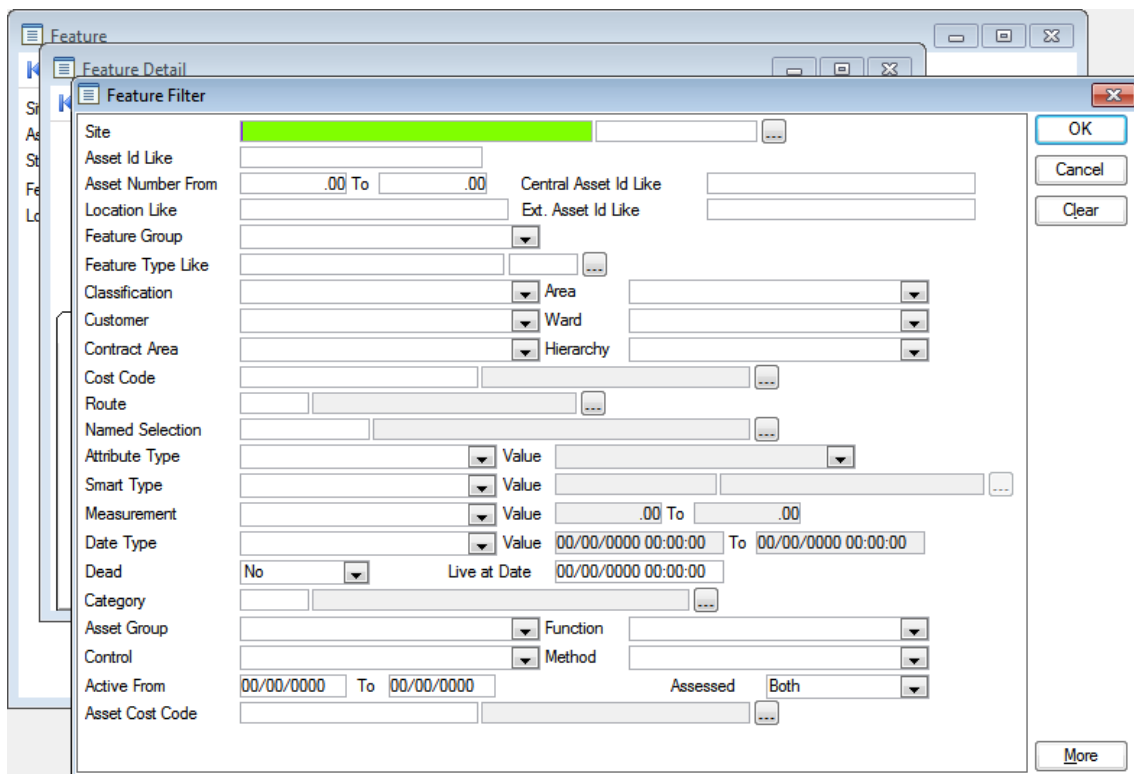 Feature
Feature Detail
Feature Filter
Site ...
Asset Id Like
Asset Number From .00 To .00 Central Asset Id Like
Location Like Ext. Asset Id Like
Feature Group
Feature Type Like ...
Classification Area
Customer Ward
Contract Area Hierarchy
Cost Code ...
Route ...
Named Selection ...
Attribute Type Value
Smart Type Value ...
Measurement Value .00 To .00
Date Type Value 00/00/0000 00:00:00 To 00/00/0000 00:00:00
Dead No Live at Date 00/00/0000 00:00:00
Category ...
Asset Group Function
Control Method
Active From 00/00/0000 To 00/00/0000 Assessed Both
Asset Cost Code ...
OK
Cancel
Clear
More
Si
As
St
Fe
Lo